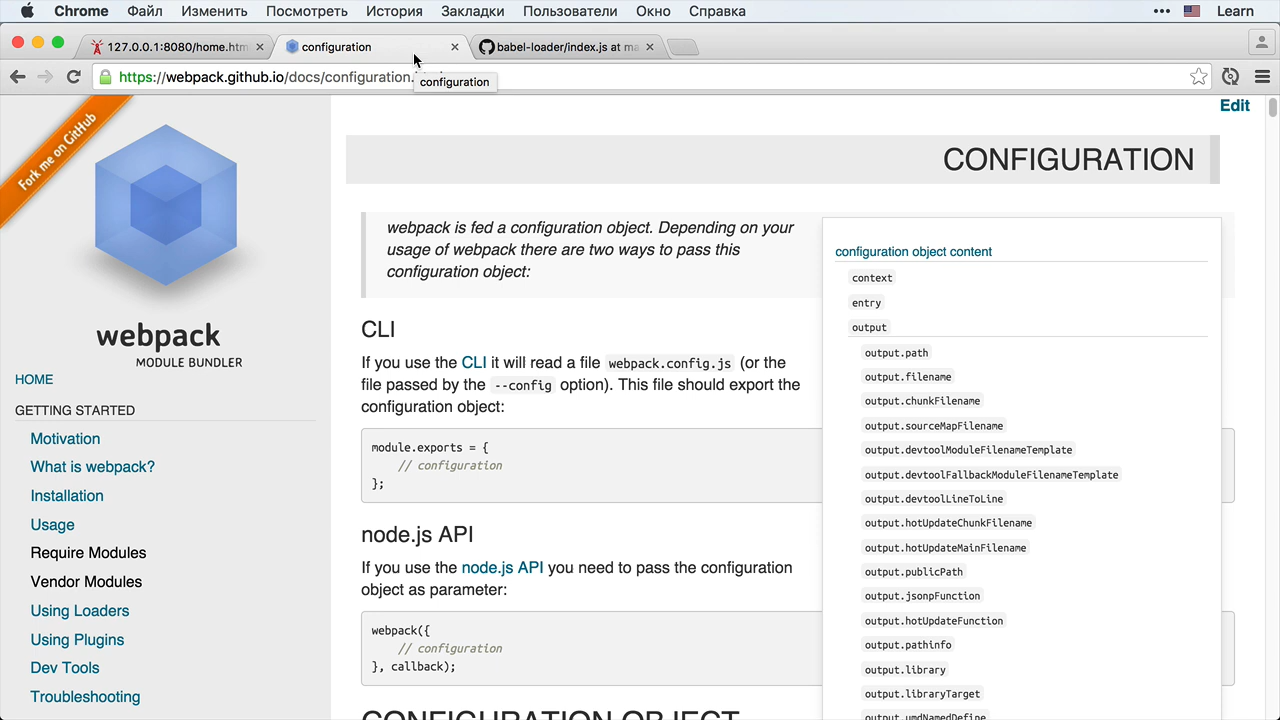 Chrome Файл Изменить Посмотреть История Закладки Пользователи Окно Справка Learn
127.0.0.1:8080/home.htm
configuration
babel-loader/index.js at ma
https://webpack.github.io/docs/configuration.
configuration
Fork me on GitHub
webpack
MODULE BUNDLER
HOME
GETTING STARTED
Motivation
What is webpack?
Installation
Usage
Require Modules
Vendor Modules
Using Loaders
Using Plugins
Dev Tools
Troubleshooting
Edit
CONFIGURATION
webpack is fed a configuration object. Depending on your
usage of webpack there are two ways to pass this
configuration object:
CLI
If you use the CLI it will read a file webpack.config.js (or the
file passed by the --config option). This file should export the
configuration object:
module.exports = {
// configuration
};
node.js API
If you use the node.js API you need to pass the configuration
object as parameter:
webpack({
// configuration
}, callback);
CONFIGURATION OBJECT
configuration object content
context
entry
output
output.path
output.filename
output.chunkFilename
output.sourceMapFilename
output.devtoolModuleFilenameTemplate
output.devtoolFallbackModuleFilenameTemplate
output.devtoolLineToLine
output.hotUpdateChunkFilename
output.hotUpdateMainFilename
output.publicPath
output.jsonpFunction
output.hotUpdateFunction
output.pathinfo
output.library
output.libraryTarget
output.umdNamedDefine